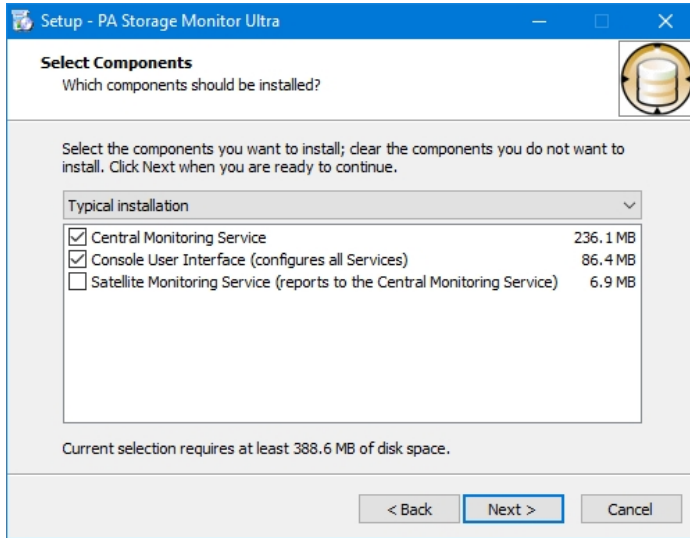 Setup - PA Storage Monitor Ultra
Select Components
Which components should be installed?
Select the components you want to install; clear the components you do not want to
install. Click Next when you are ready to continue.
Typical installation
Central Monitoring Service 236.1 MB
Console User Interface (configures all Services) 86.4 MB
Satellite Monitoring Service (reports to the Central Monitoring Service) 6.9 MB
Current selection requires at least 388.6 MB of disk space.
< Back Next > Cancel